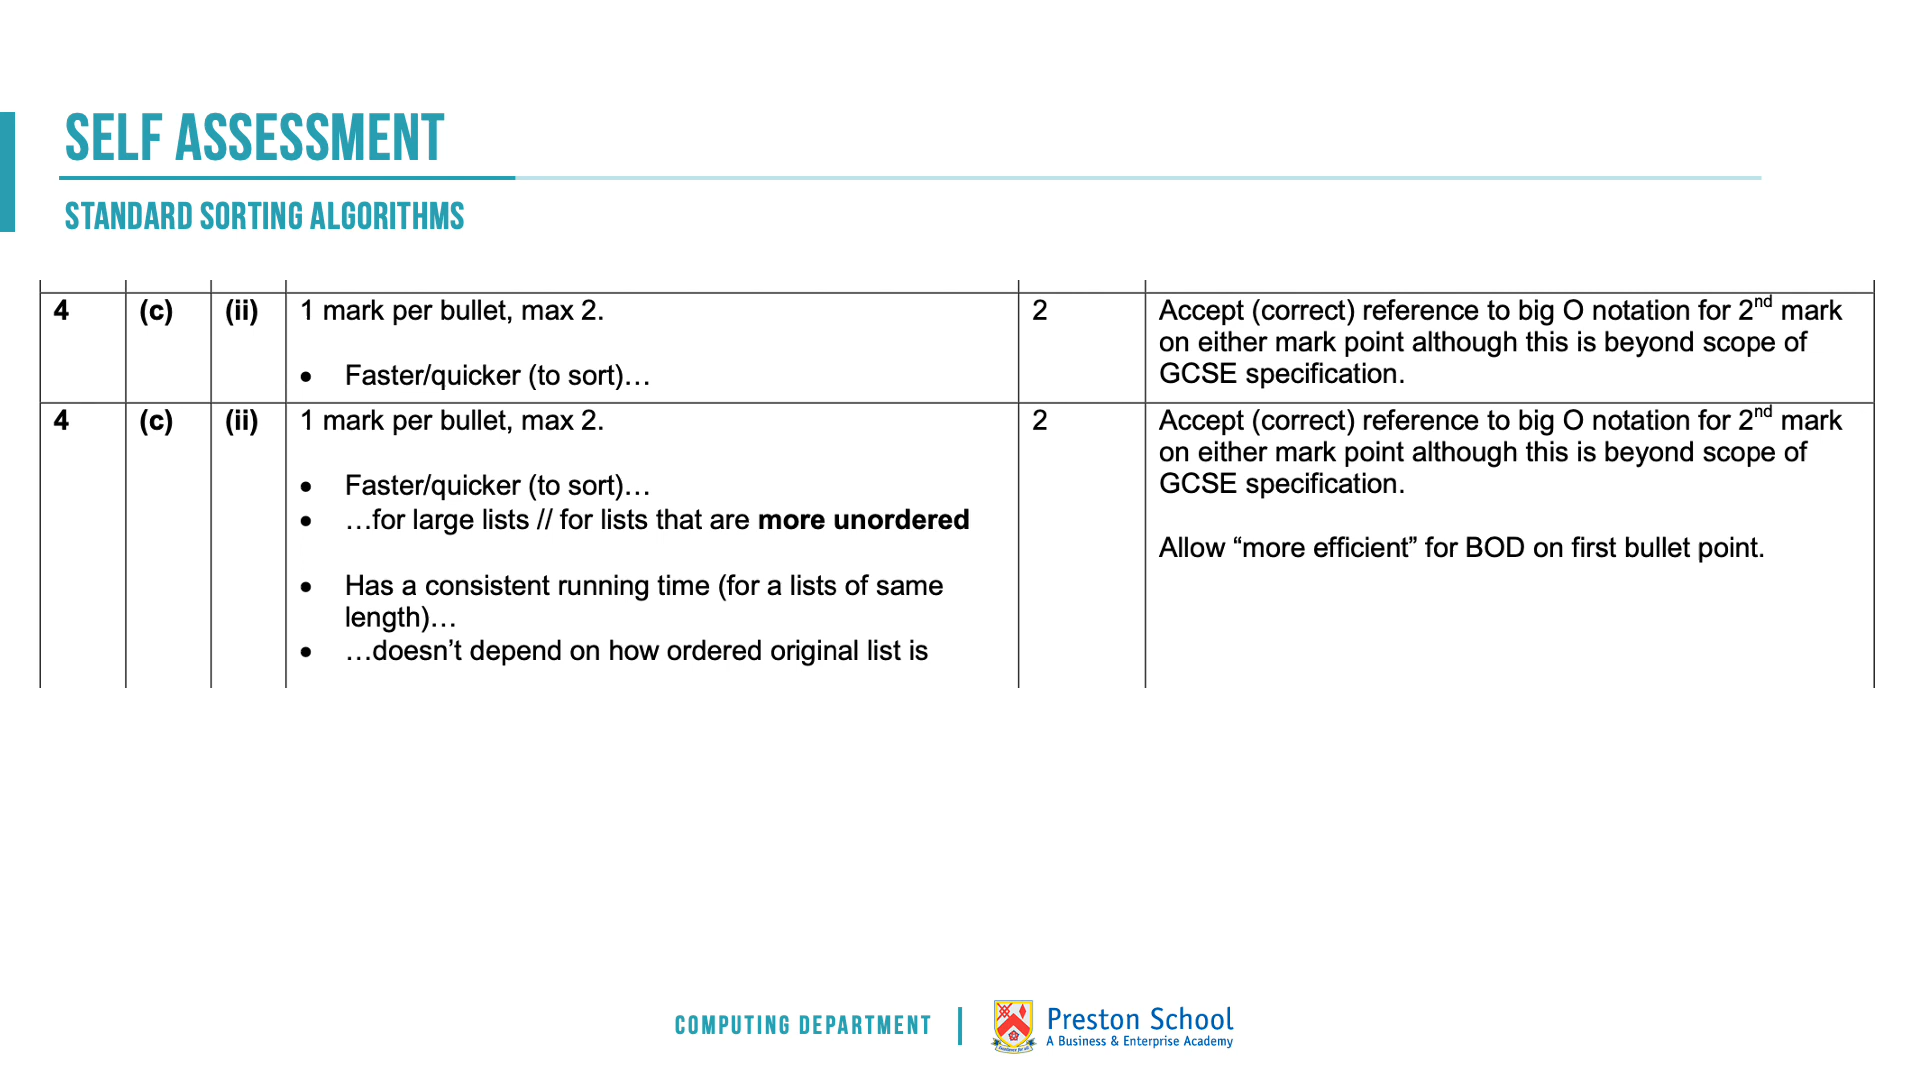 SELF ASSESSMENT
STANDARD SORTING ALGORITHMS
4 (c) (ii) 1 mark per bullet, max 2. 2 Accept (correct) reference to big O notation for 2nd mark
on either mark point although this is beyond scope of
• Faster/quicker (to sort)… GCSE specification.
4 (c) (ii) 1 mark per bullet, max 2. 2 Accept (correct) reference to big O notation for 2nd mark
on either mark point although this is beyond scope of
• Faster/quicker (to sort)… GCSE specification.
• …for large lists // for lists that are more unordered
Allow “more efficient” for BOD on first bullet point.
• Has a consistent running time (for a lists of same
length)…
• …doesn’t depend on how ordered original list is
COMPUTING DEPARTMENT
Preston School
A Business & Enterprise Academy